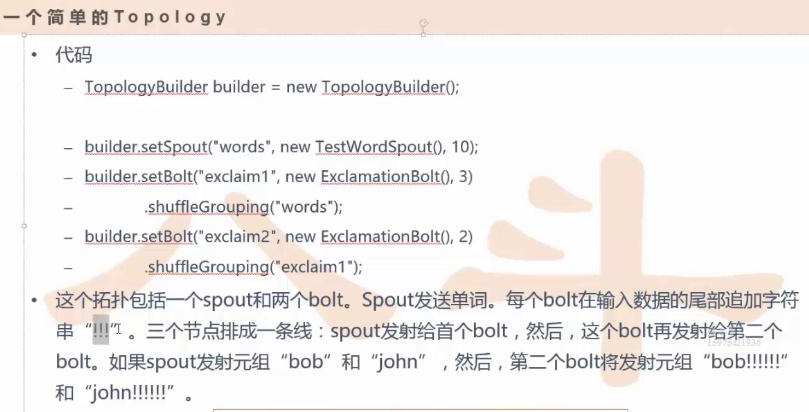 一个简单的Topology
• 代码
– TopologyBuilder builder = new TopologyBuilder();
– builder.setSpout("words", new TestWordSpout(), 10);
– builder.setBolt("exclaim1", new ExclamationBolt(), 3)
– .shuffleGrouping("words");
– builder.setBolt("exclaim2", new ExclamationBolt(), 2)
– .shuffleGrouping("exclaim1");
• 这个拓扑包括一个spout和两个bolt。Spout发送单词。每个bolt在输入数据的尾部追加字符
串“!!!”。三个节点排成一条线：spout发射给首个bolt，然后，这个bolt再发射给第二个
bolt。如果spout发射元组“bob”和“john”，然后，第二个bolt将发射元组“bob!!!!!!”
和“john!!!!!!”。
八斗